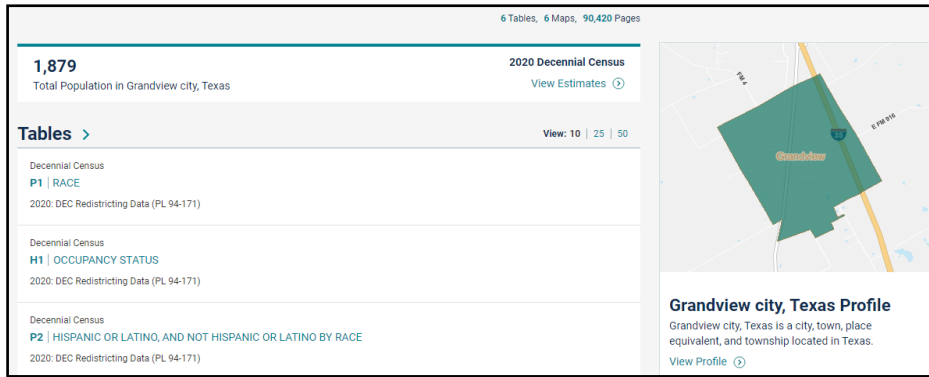 6 Tables, 6 Maps, 90,420 Pages
1,879
Total Population in Grandview city, Texas
2020 Decennial Census
View Estimates
Tables
View: 10 | 25 | 50
Decennial Census
P1 | RACE
2020: DEC Redistricting Data (PL 94-171)
Decennial Census
H1 | OCCUPANCY STATUS
2020: DEC Redistricting Data (PL 94-171)
Decennial Census
P2 | HISPANIC OR LATINO, AND NOT HISPANIC OR LATINO BY RACE
2020: DEC Redistricting Data (PL 94-171)
FM 4
E FM 916
Grandview
Grandview city, Texas Profile
Grandview city, Texas is a city, town, place
equivalent, and township located in Texas.
View Profile